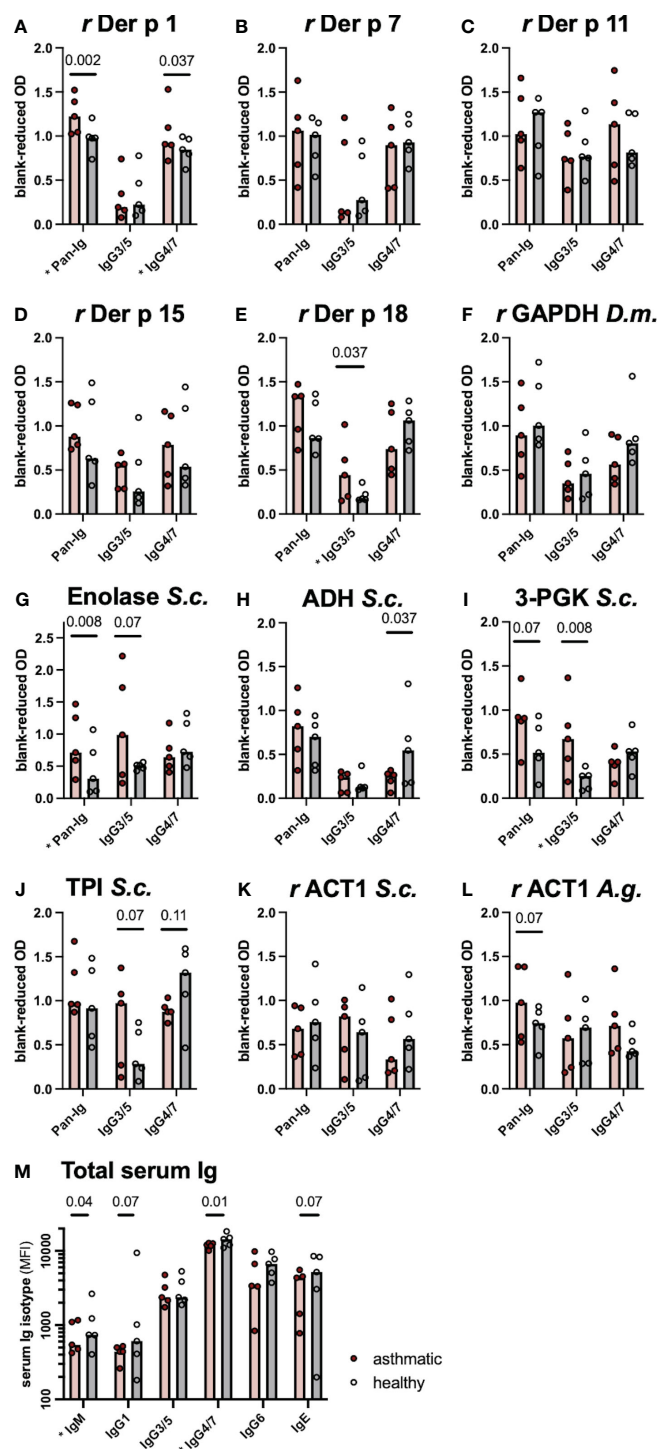 A r Der p 1
B r Der p 7
C r Der p 11
0.002 0.037
blank-reduced OD
2.0
1.5
1.0
0.5
0.0
* Pan-Ig IgG3/5 * IgG4/7
blank-reduced OD
2.0
1.5
1.0
0.5
0.0
Pan-Ig IgG3/5 IgG4/7
blank-reduced OD
2.0
1.5
1.0
0.5
0.0
Pan-Ig IgG3/5 IgG4/7
D r Der p 15
E r Der p 18
F r GAPDH D.m.
blank-reduced OD
2.0
1.5
1.0
0.5
0.0
Pan-Ig IgG3/5 IgG4/7
0.037
blank-reduced OD
2.0
1.5
1.0
0.5
0.0
Pan-Ig * IgG3/5 IgG4/7
blank-reduced OD
2.0
1.5
1.0
0.5
0.0
Pan-Ig IgG3/5 IgG4/7
G Enolase S.c.
H ADH S.c.
I 3-PGK S.c.
0.008 0.07
blank-reduced OD
2.5
2.0
1.5
1.0
0.5
0.0
* Pan-Ig IgG3/5 IgG4/7
0.037
blank-reduced OD
2.0
1.5
1.0
0.5
0.0
Pan-Ig IgG3/5 IgG4/7
0.07 0.008
blank-reduced OD
2.0
1.5
1.0
0.5
0.0
Pan-Ig * IgG3/5 IgG4/7
J TPI S.c.
K r ACT1 S.c.
L r ACT1 A.g.
0.07 0.11
blank-reduced OD
2.0
1.5
1.0
0.5
0.0
Pan-Ig IgG3/5 IgG4/7
blank-reduced OD
2.0
1.5
1.0
0.5
0.0
Pan-Ig IgG3/5 IgG4/7
0.07
blank-reduced OD
2.0
1.5
1.0
0.5
0.0
Pan-Ig IgG3/5 IgG4/7
M Total serum Ig
0.04 0.07 0.01 0.07
serum Ig isotype (MFI)
10000
1000
100
* IgM IgG1 IgG3/5 * IgG4/7 IgG6 IgE
asthmatic
healthy